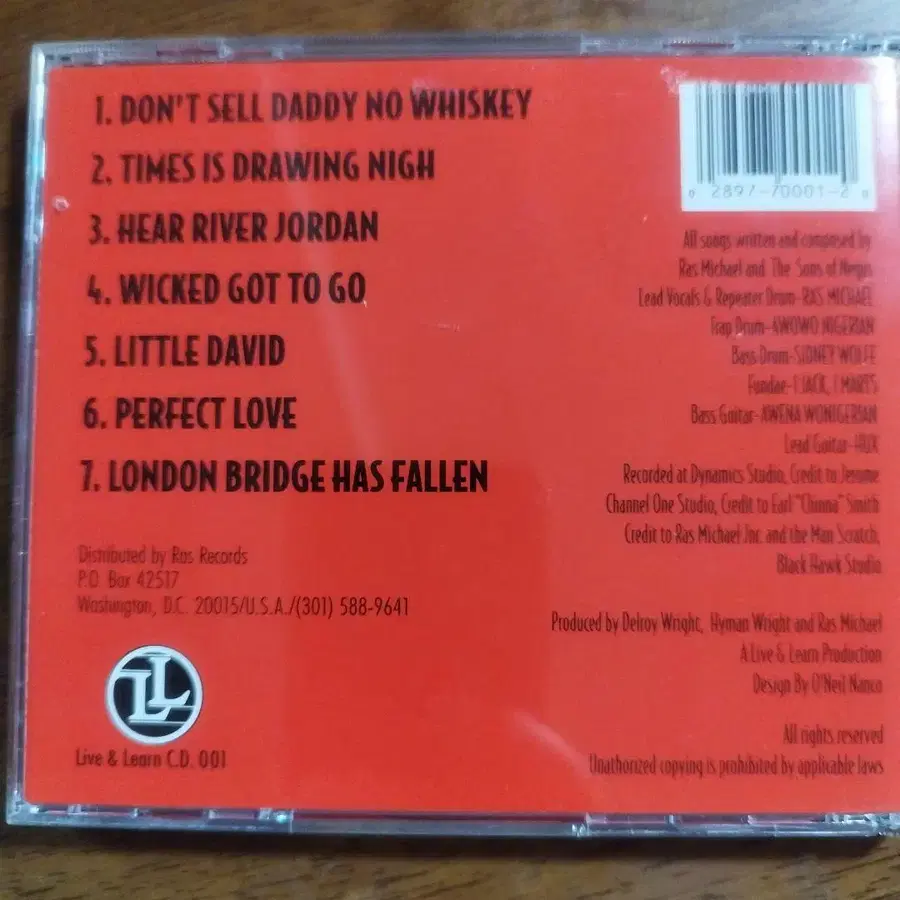 1. DON'T SELL DADDY NO WHISKEY
2. TIMES IS DRAWING NIGH
3. HEAR RIVER JORDAN
4. WICKED GOT TO GO
5. LITTLE DAVID
6. PERFECT LOVE
7. LONDON BRIDGE HAS FALLEN
Distributed by Ras Records
P.O. Box 42517
Washington, D.C. 20015/U.S.A./(301) 588-9641
LL
Live & Learn C.D. 001
0 2897-70001-2 8
All songs written and composed by
Ras Michael and The Sons of Negus
Lead Vocals & Repeater Drum-RAS MICHAEL
Trap Drum-KWOWO NIGERIAN
Bass Drum-SIDNEY WOLFE
Fundae-I JACK, I MARTS
Bass Guitar-AWENA WONIGERIAN
Lead Guitar-HUX
Recorded at Dynamics Studio, Credit to Jerome
Channel One Studio, Credit to Earl "Chinna" Smith
Credit to Ras Michael Jnr. and the Man Scratch,
Black Hawk Studio
Produced by Delroy Wright, Hyman Wright and Ras Michael
A Live & Learn Production
Design By O'Neil Nanco
All rights reserved
Unathorized copying is prohibited by applicable laws